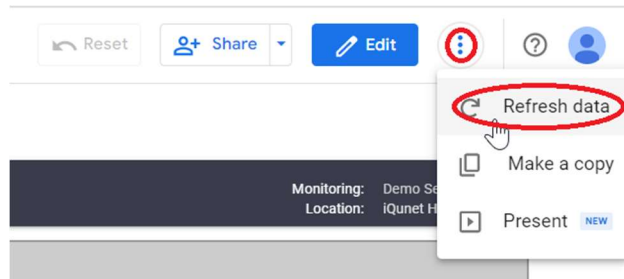 Reset
Share
Edit
Refresh data
Make a copy
Present NEW
Monitoring: Demo Se
Location: iQunet H